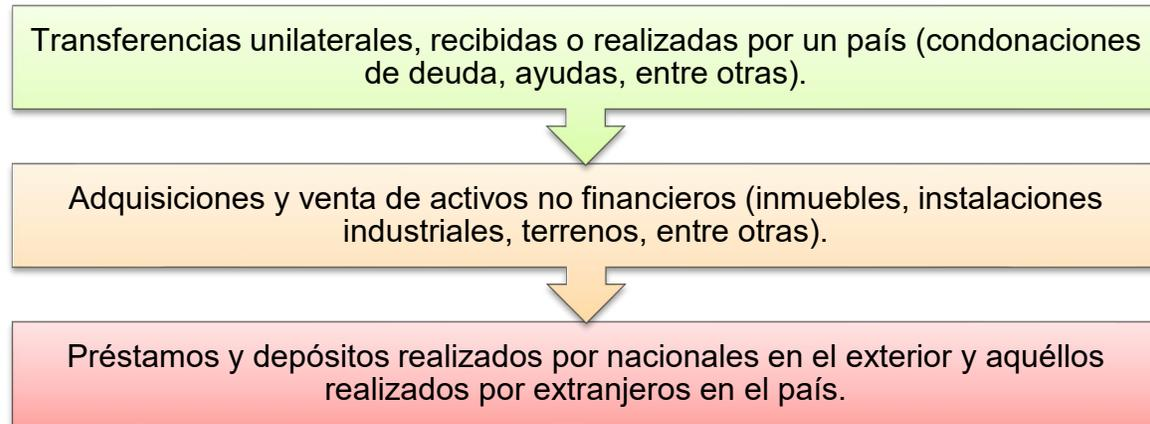 Transferencias unilaterales, recibidas o realizadas por un país (condonaciones
de deuda, ayudas, entre otras).
Adquisiciones y venta de activos no financieros (inmuebles, instalaciones
industriales, terrenos, entre otras).
Préstamos y depósitos realizados por nacionales en el exterior y aquéllos
realizados por extranjeros en el país.